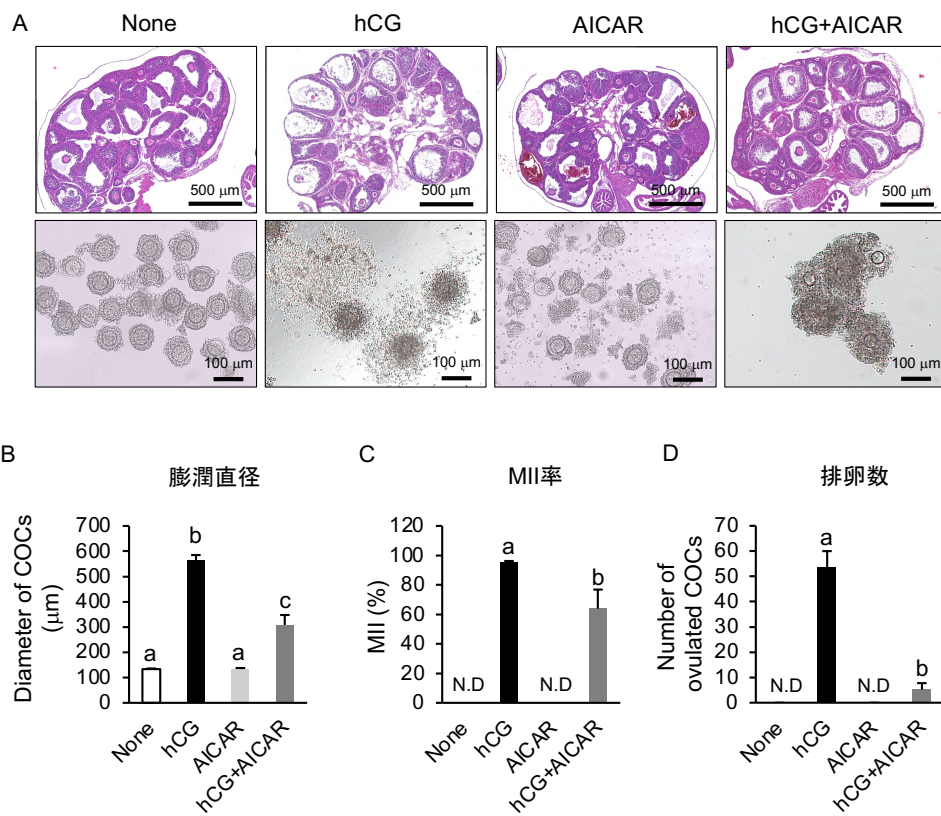 A
None
hCG
AICAR
hCG+AICAR
500 μm
500 μm
500 μm
500 μm
100 μm
100 μm
100 μm
100 μm
B
膨潤直径
Diameter of COCs
(μm)
700
600
500
400
300
200
100
0
a
b
a
c
None
hCG
AICAR
hCG+AICAR
C
MII率
MII (%)
120
100
80
60
40
20
0
N.D
a
N.D
b
None
hCG
AICAR
hCG+AICAR
D
排卵数
Number of
ovulated COCs
70
60
50
40
30
20
10
0
N.D
a
N.D
b
None
hCG
AICAR
hCG+AICAR